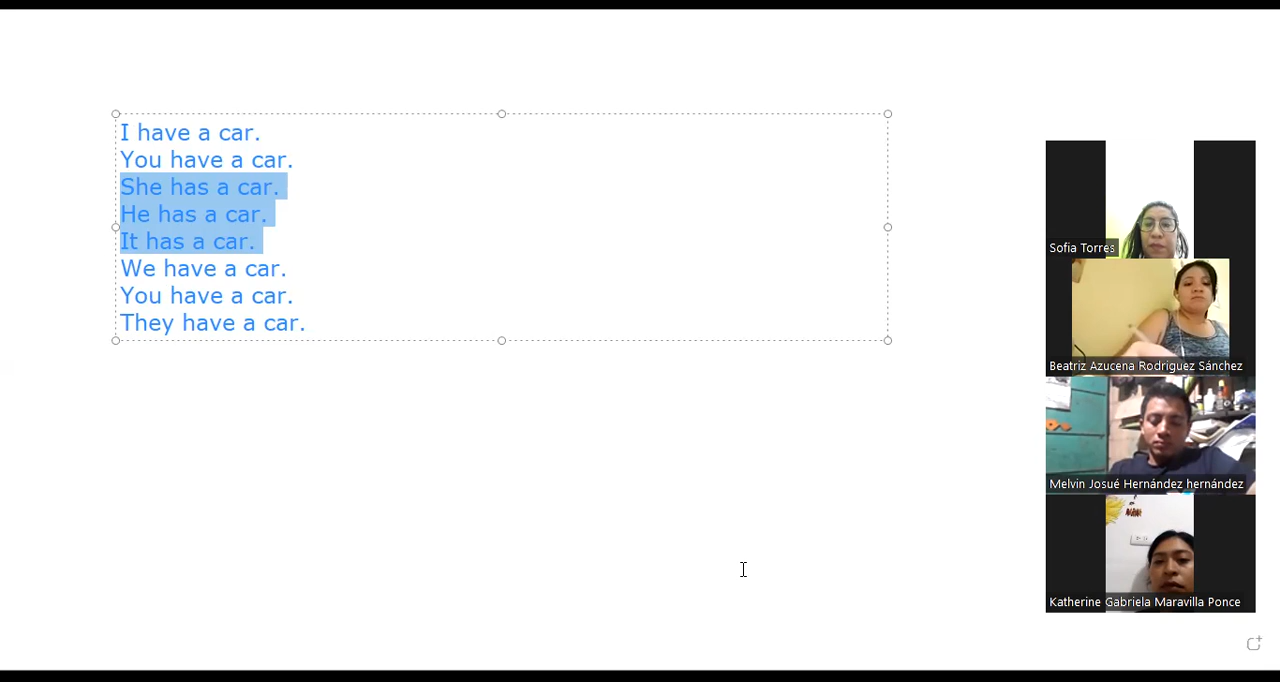 I have a car.
You have a car.
She has a car.
He has a car.
It has a car.
We have a car.
You have a car.
They have a car.
Sofia Torres
Beatriz Azucena Rodriguez Sánchez
Melvin Josué Hernández hernández
Katherine Gabriela Maravilla Ponce